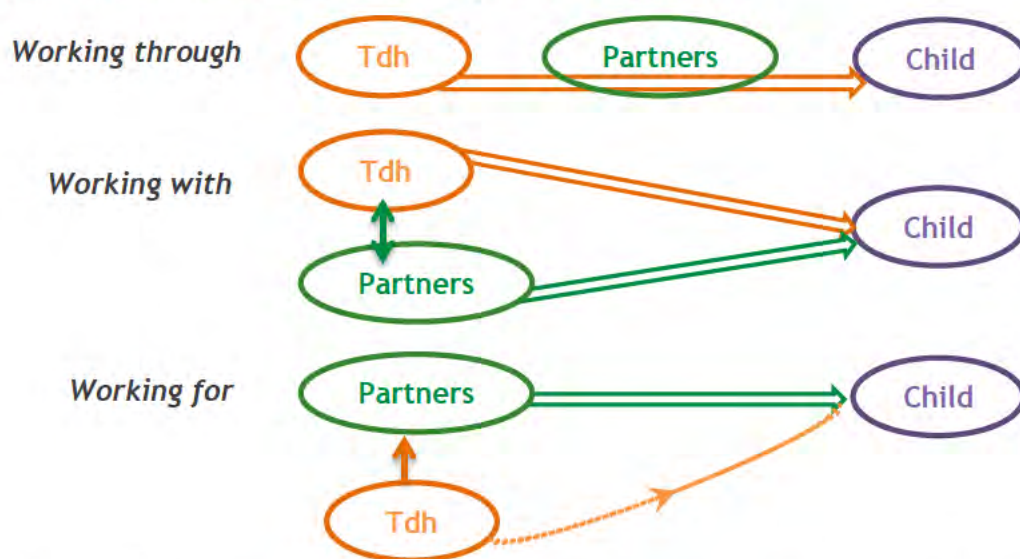 Working through
Tdh
Partners
Child
Working with
Tdh
Partners
Child
Working for
Partners
Child
Tdh